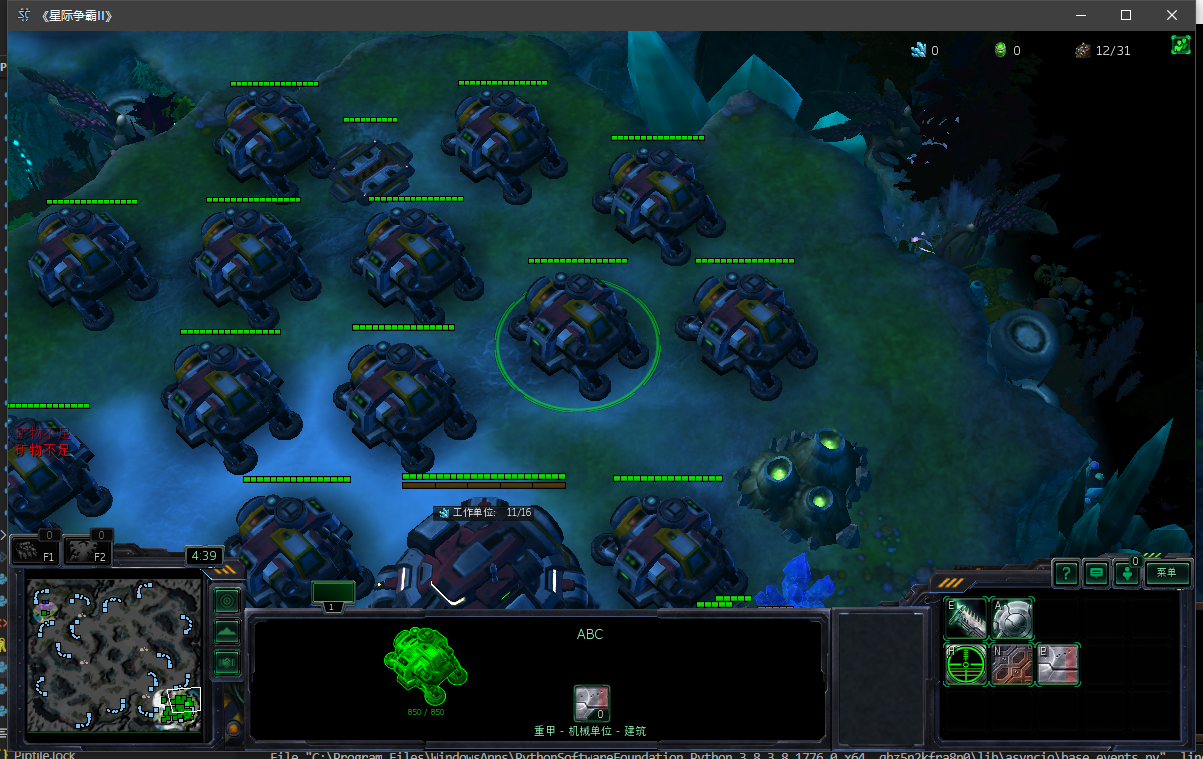 《星际争霸II》
0
0
12/31
矿物不足
矿物不足
工作单位: 11/16
0
0
F1
F2
4:39
1
ABC
850 / 850
0
重甲 - 机械单位 - 建筑
?
0
菜单
E
A
H
N
P
Pipfile.lock
File "C:\Program Files\WindowsApps\PythonSoftwareFoundation.Python.3.8_3.8.1776.0_x64__qbz5n2kfra8p0\lib\asyncio\base_events.py", lin